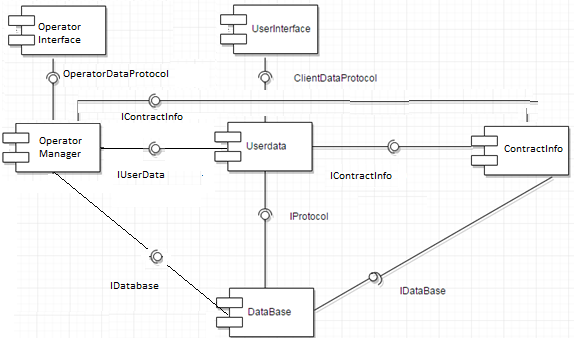 Operator
Interface
UserInterface
OperatorDataProtocol
ClientDataProtocol
IContractInfo
Operator
Manager
Userdata
ContractInfo
IUserData
IContractInfo
IProtocol
IDatabase
IDataBase
DataBase